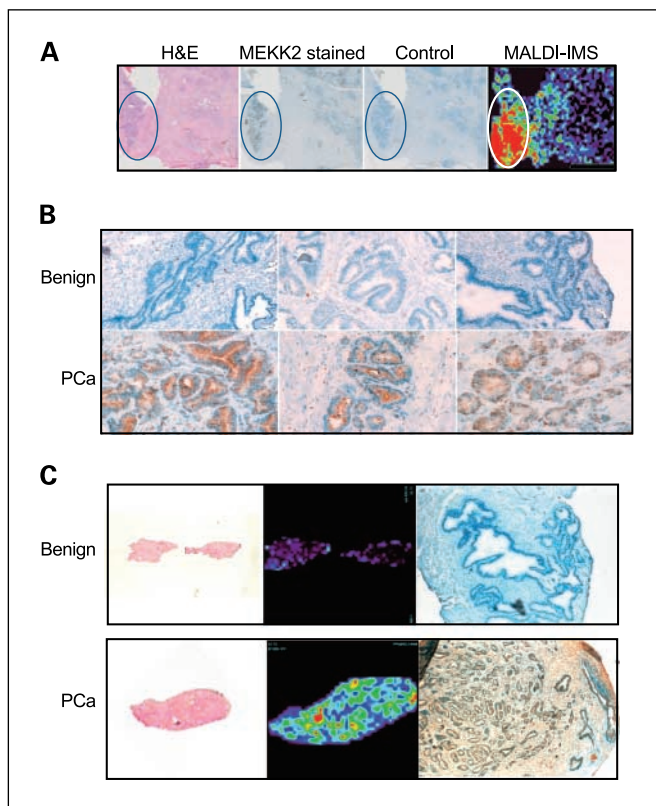 A
H&E MEKK2 stained Control MALDI-IMS
B
Benign
PCa
C
Benign
PCa